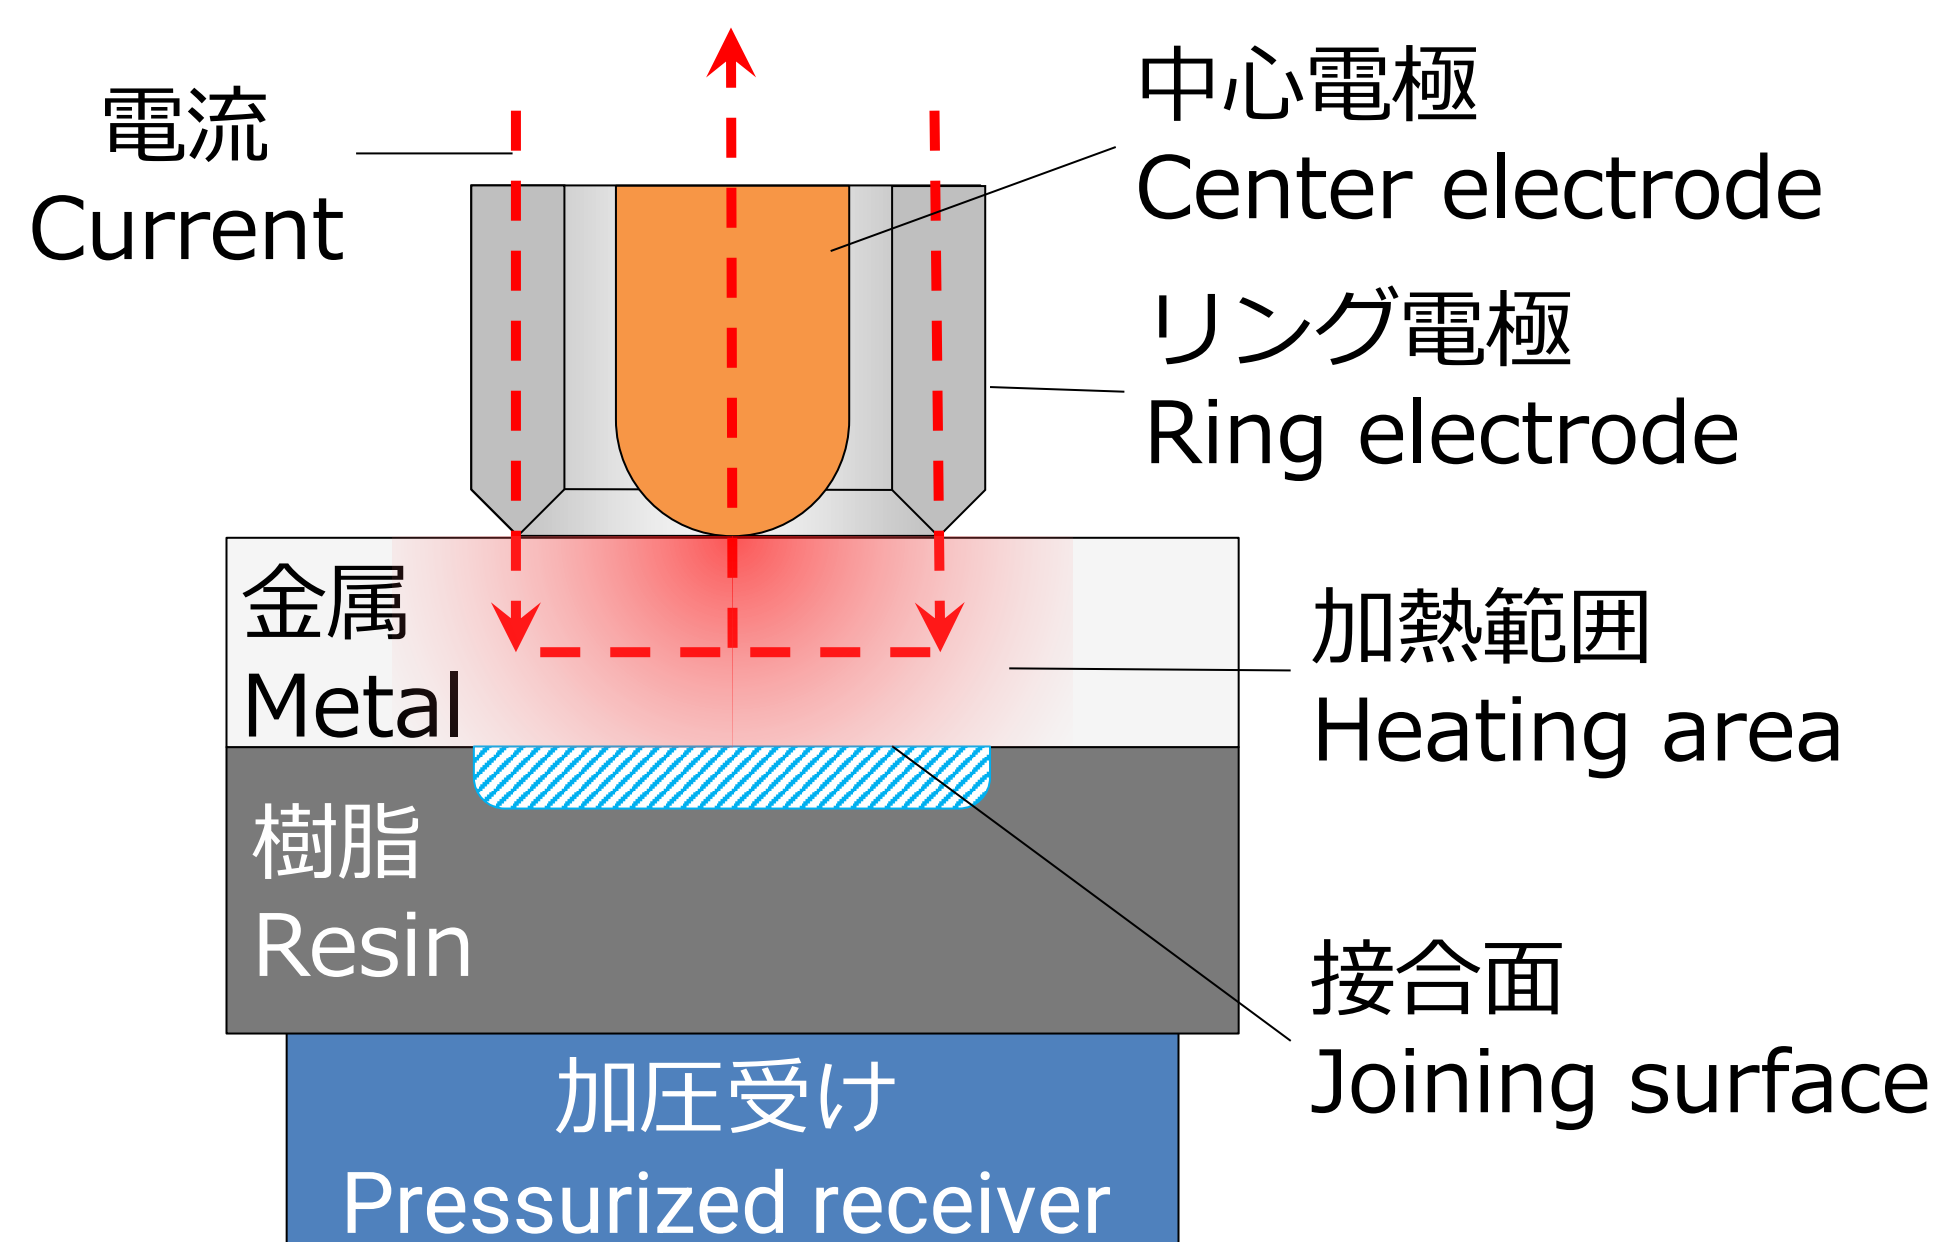 電流
Current
中心電極
Center electrode
リング電極
Ring electrode
金属
Metal
加熱範囲
Heating area
樹脂
Resin
接合面
Joining surface
加圧受け
Pressurized receiver